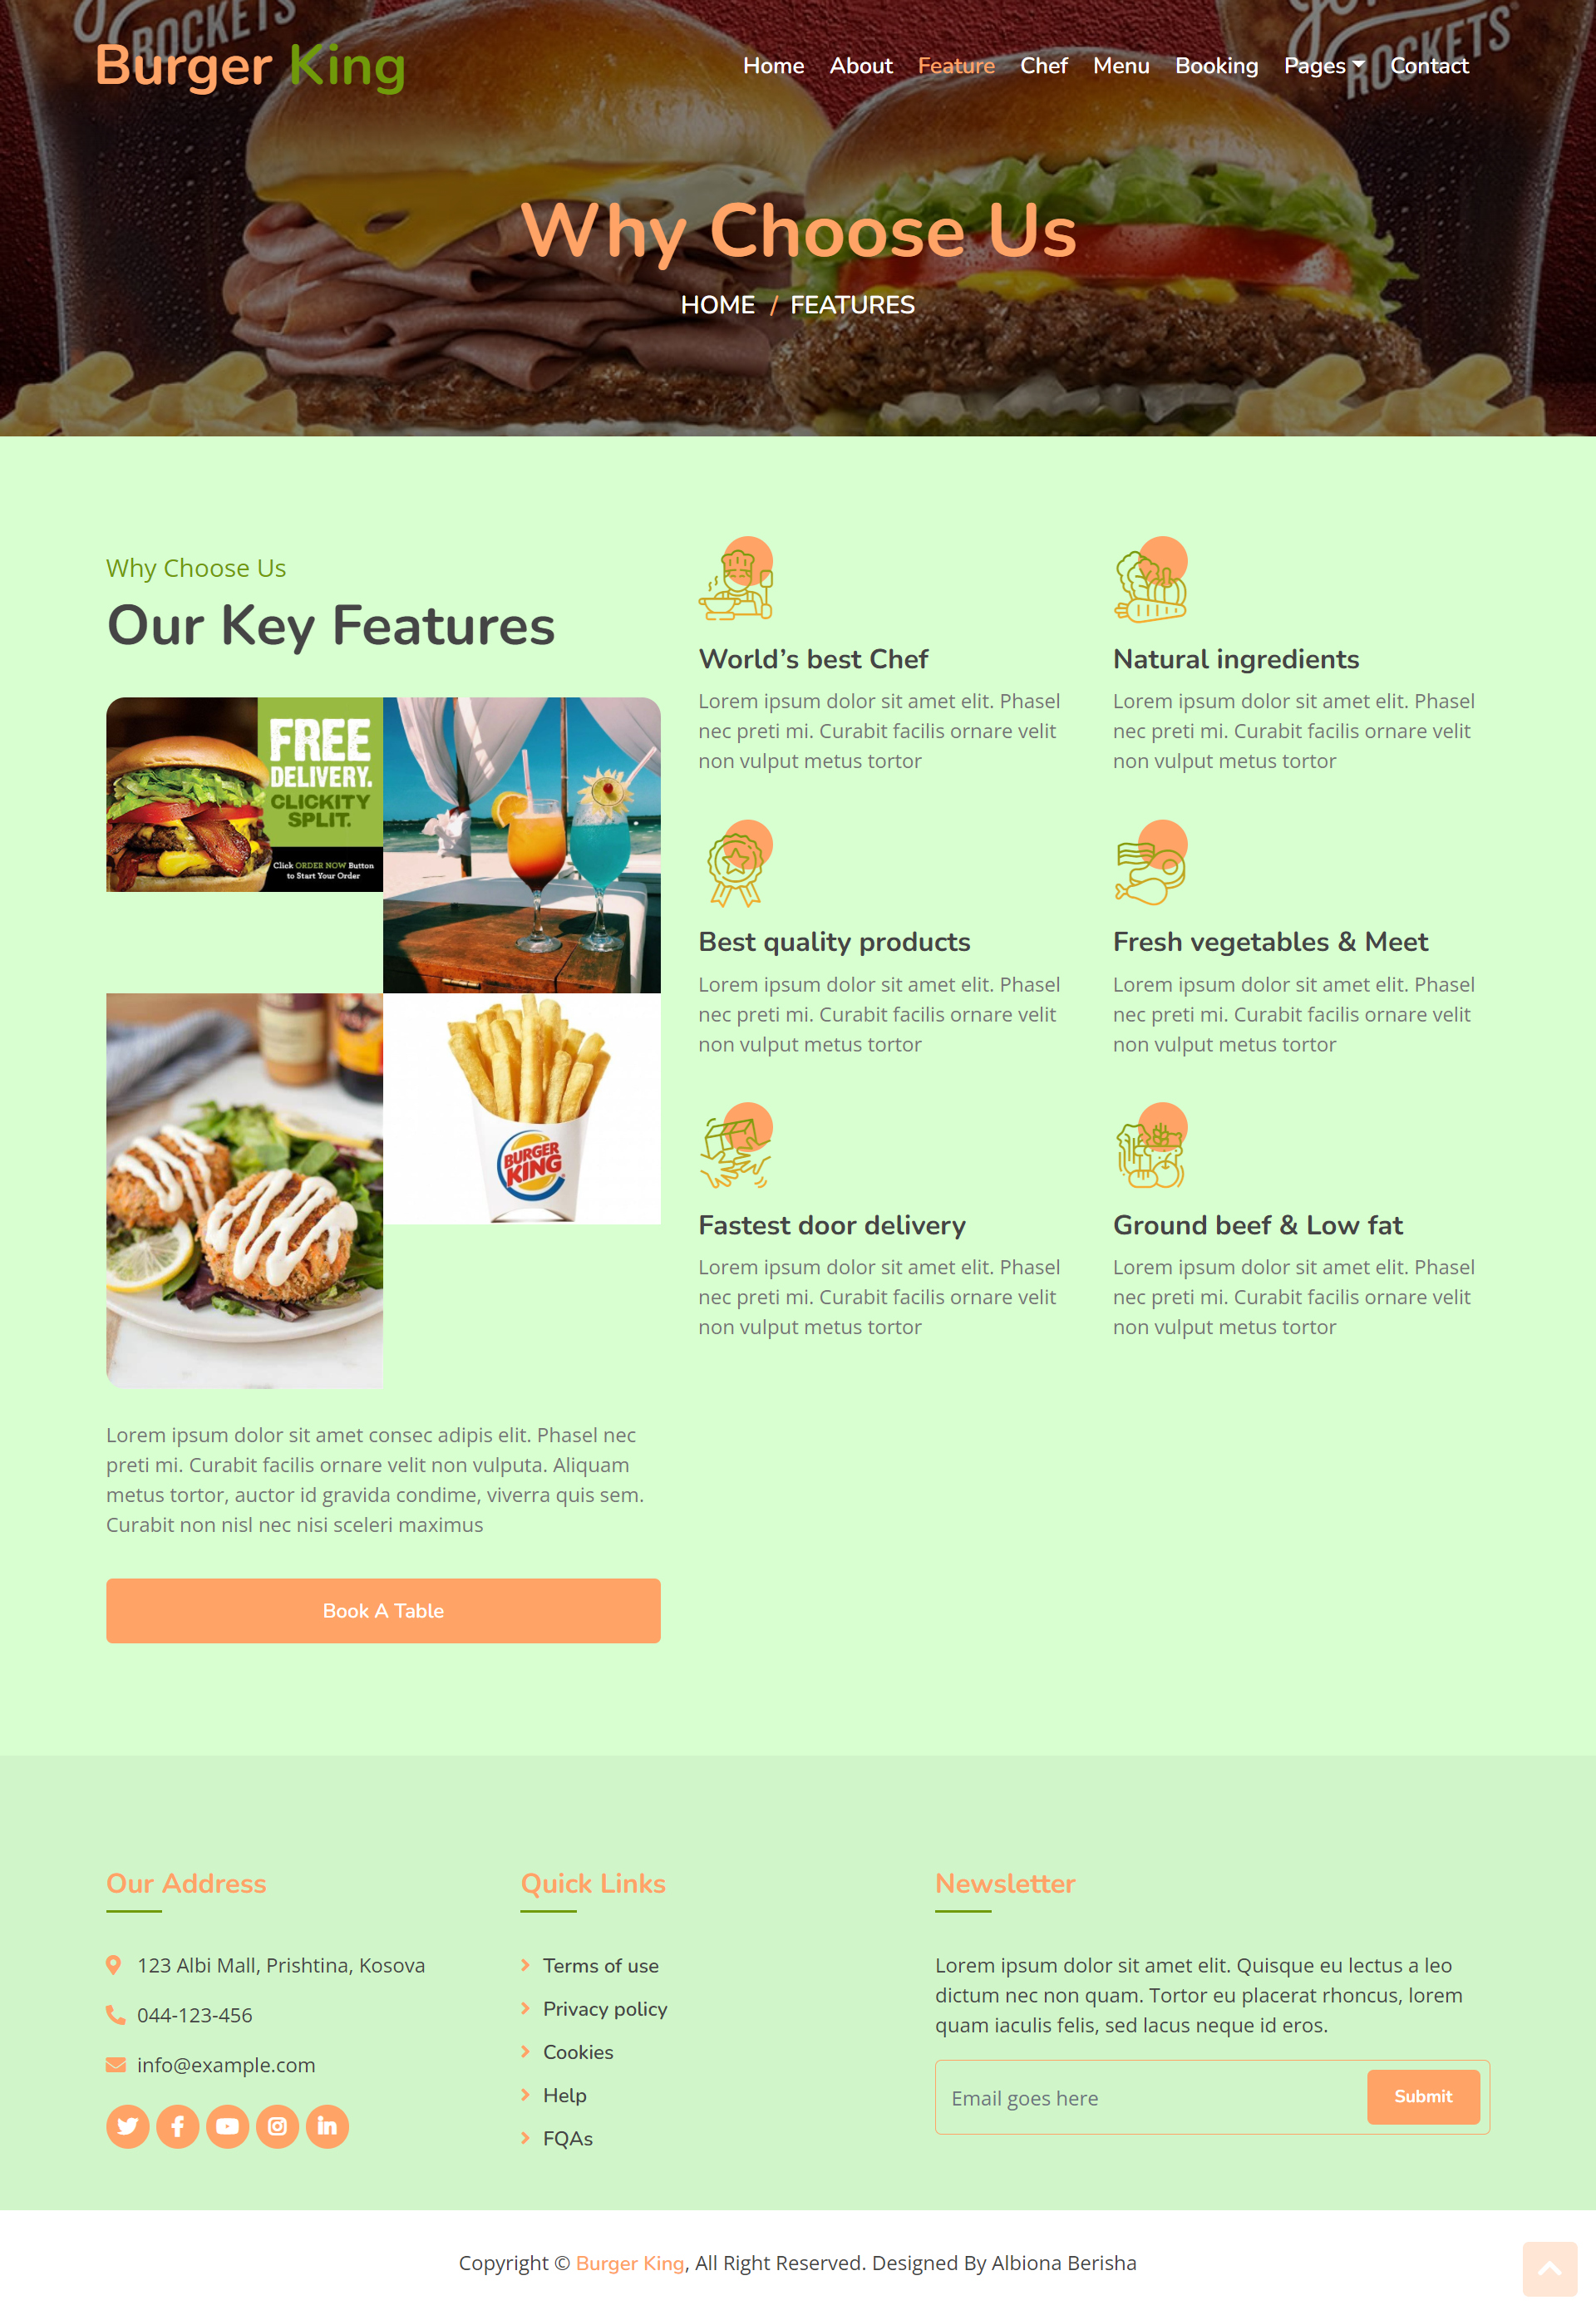 ROCKETS
ROCKETS
Burger King
Home About Feature Chef Menu Booking Pages Contact
Why Choose Us
HOME / FEATURES
Why Choose Us
Our Key Features
FREE
DELIVERY.
CLICKITY
SPLIT.
Click ORDER NOW Button
to Start Your Order
BURGER
KING
Lorem ipsum dolor sit amet consec adipis elit. Phasel nec
preti mi. Curabit facilis ornare velit non vulputa. Aliquam
metus tortor, auctor id gravida condime, viverra quis sem.
Curabit non nisl nec nisi sceleri maximus
Book A Table
World's best Chef
Lorem ipsum dolor sit amet elit. Phasel
nec preti mi. Curabit facilis ornare velit
non vulput metus tortor
Natural ingredients
Lorem ipsum dolor sit amet elit. Phasel
nec preti mi. Curabit facilis ornare velit
non vulput metus tortor
Best quality products
Lorem ipsum dolor sit amet elit. Phasel
nec preti mi. Curabit facilis ornare velit
non vulput metus tortor
Fresh vegetables & Meet
Lorem ipsum dolor sit amet elit. Phasel
nec preti mi. Curabit facilis ornare velit
non vulput metus tortor
Fastest door delivery
Lorem ipsum dolor sit amet elit. Phasel
nec preti mi. Curabit facilis ornare velit
non vulput metus tortor
Ground beef & Low fat
Lorem ipsum dolor sit amet elit. Phasel
nec preti mi. Curabit facilis ornare velit
non vulput metus tortor
Our Address
123 Albi Mall, Prishtina, Kosova
044-123-456
info@example.com
Quick Links
Terms of use
Privacy policy
Cookies
Help
FQAs
Newsletter
Lorem ipsum dolor sit amet elit. Quisque eu lectus a leo
dictum nec non quam. Tortor eu placerat rhoncus, lorem
quam iaculis felis, sed lacus neque id eros.
Email goes here
Submit
Copyright © Burger King, All Right Reserved. Designed By Albiona Berisha